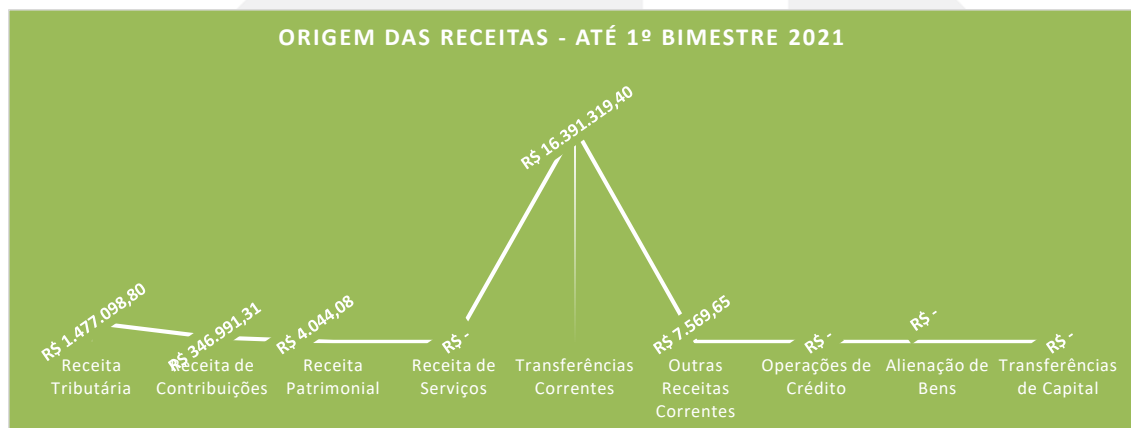 ORIGEM DAS RECEITAS - ATÉ 1º BIMESTRE 2021
R$ 1.477.098,80
R$ 346.991,31
R$ 4.044,08
R$ -
R$ 16.391.319,40
R$ 7.569,65
R$ -
R$ -
R$ -
Receita
Tributária
Receita de
Contribuições
Receita
Patrimonial
Receita de
Serviços
Transferências
Correntes
Outras
Receitas
Correntes
Operações de
Crédito
Alienação de
Bens
Transferências
de Capital